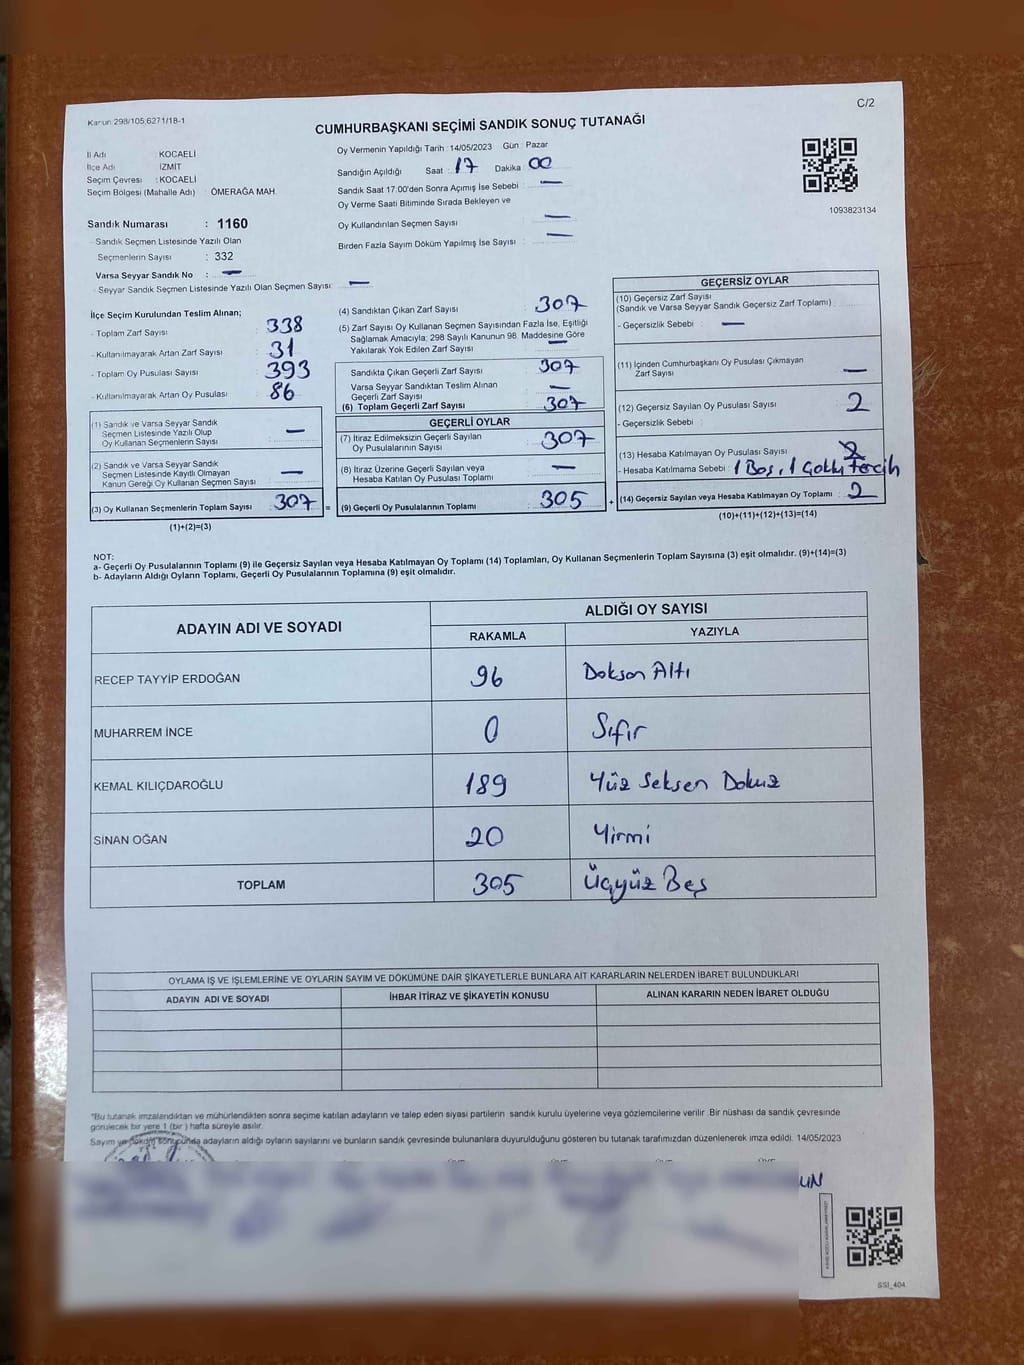 C/2
Kanun:298/105,6271/18-1
CUMHURBAŞKANI SEÇİMİ SANDIK SONUÇ TUTANAĞI
İl Adı : KOCAELİ
İlçe Adı : İZMİT
Seçim Çevresi : KOCAELİ
Seçim Bölgesi (Mahalle Adı) : ÖMERAĞA MAH.
Sandık Numarası : 1160
- Sandık Seçmen Listesinde Yazılı Olan
Seçmenlerin Sayısı : 332
Varsa Seyyar Sandık No : —
- Seyyar Sandık Seçmen Listesinde Yazılı Olan Seçmen Sayısı: —
Oy Vermenin Yapıldığı Tarih :14/05/2023 Gün : Pazar
Sandığın Açıldığı Saat : 17 Dakika : 00
Sandık Saat 17:00'den Sonra Açımış İse Sebebi : —
Oy Verme Saati Bitiminde Sırada Bekleyen ve
Oy Kullandırılan Seçmen Sayısı : —
Birden Fazla Sayım Döküm Yapılmış İse Sayısı : —
1093823134
İlçe Seçim Kurulundan Teslim Alınan;
- Toplam Zarf Sayısı : 338
- Kullanılmayarak Artan Zarf Sayısı : 31
- Toplam Oy Pusulası Sayısı : 393
- Kullanılmayarak Artan Oy Pusulası : 86
(1) Sandık ve Varsa Seyyar Sandık
Seçmen Listesinde Yazılı Olup
Oy Kullanan Seçmenlerin Sayısı : —
(2) Sandık ve Varsa Seyyar Sandık
Seçmen Listesinde Kayıtlı Olmayan
Kanun Gereği Oy Kullanan Seçmen Sayısı : —
(3) Oy Kullanan Seçmenlerin Toplam Sayısı : 307 =
(1)+(2)=(3)
(4) Sandıktan Çıkan Zarf Sayısı : 307
(5) Zarf Sayısı Oy Kullanan Seçmen Sayısından Fazla İse, Eşitliği
Sağlamak Amacıyla; 298 Sayılı Kanunun 98. Maddesine Göre
Yakılarak Yok Edilen Zarf Sayısı : —
Sandıkta Çıkan Geçerli Zarf Sayısı : 307
Varsa Seyyar Sandıktan Teslim Alınan
Geçerli Zarf Sayısı : —
(6) Toplam Geçerli Zarf Sayısı : 307
GEÇERLİ OYLAR
(7) İtiraz Edilmeksizin Geçerli Sayılan
Oy Pusulalarının Sayısı : 307
(8) İtiraz Üzerine Geçerli Sayılan veya
Hesaba Katılan Oy Pusulası Toplamı : —
(9) Geçerli Oy Pusulalarının Toplamı : 305 +
GEÇERSİZ OYLAR
(10) Geçersiz Zarf Sayısı
(Sandık ve Varsa Seyyar Sandık Geçersiz Zarf Toplamı) :
- Geçersizlik Sebebi : —
(11) İçinden Cumhurbaşkanı Oy Pusulası Çıkmayan
Zarf Sayısı : —
(12) Geçersiz Sayılan Oy Pusulası Sayısı : 2
- Geçersizlik Sebebi :
(13) Hesaba Katılmayan Oy Pusulası Sayısı : 2
- Hesaba Katılmama Sebebi : 1 Boş, 1 Çoklu tercih
(14) Geçersiz Sayılan veya Hesaba Katılmayan Oy Toplamı : 2
(10)+(11)+(12)+(13)=(14)
NOT:
a- Geçerli Oy Pusulalarının Toplamı (9) ile Geçersiz Sayılan veya Hesaba Katılmayan Oy Toplamı (14) Toplamları, Oy Kullanan Seçmenlerin Toplam Sayısına (3) eşit olmalıdır. (9)+(14)=(3)
b- Adayların Aldığı Oyların Toplamı, Geçerli Oy Pusulalarının Toplamına (9) eşit olmalıdır.
ADAYIN ADI VE SOYADI ALDIĞI OY SAYISI
RAKAMLA YAZIYLA
RECEP TAYYİP ERDOĞAN 96 Doksan Altı
MUHARREM İNCE 0 Sıfır
KEMAL KILIÇDAROĞLU 189 Yüz Seksen Dokuz
SİNAN OĞAN 20 Yirmi
TOPLAM 305 Üçyüz Beş
OYLAMA İŞ VE İŞLEMLERİNE VE OYLARIN SAYIM VE DÖKÜMÜNE DAİR ŞİKAYETLERLE BUNLARA AİT KARARLARIN NELERDEN İBARET BULUNDUKLARI
ADAYIN ADI VE SOYADI İHBAR İTİRAZ VE ŞİKAYETİN KONUSU ALINAN KARARIN NEDEN İBARET OLDUĞU
*Bu tutanak imzalandıktan ve mühürlendikten sonra seçime katılan adayların ve talep eden siyasi partilerin sandık kurulu üyelerine veya gözlemcilerine verilir. Bir nüshası da sandık çevresinde
görülecek bir yere 1 (bir ) hafta süreyle asılır.
Sayım ve döküm sonucunda adayların aldığı oyların sayılarını ve bunların sandık çevresinde bulunanlara duyurulduğunu gösteren bu tutanak tarafımızdan düzenlenerek imza edildi. 14/05/2023
SSI_404